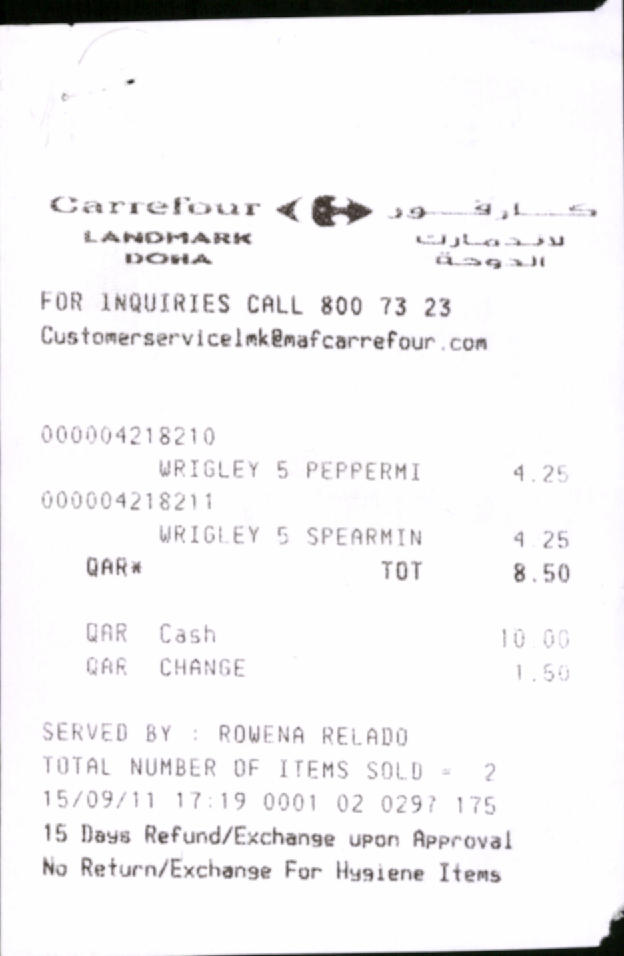 Carrefour كارفور
LANDMARK لاندمارك
DOHA الدوحة
FOR INQUIRIES CALL 800 73 23
Customerservicelmk@mafcarrefour.com
000004218210
WRIGLEY 5 PEPPERMI 4.25
000004218211
WRIGLEY 5 SPEARMIN 4.25
QAR* TOT 8.50
QAR Cash 10.00
QAR CHANGE 1.50
SERVED BY : ROWENA RELADO
TOTAL NUMBER OF ITEMS SOLD = 2
15/09/11 17:19 0001 02 0297 175
15 Days Refund/Exchange upon Approval
No Return/Exchange For Hygiene Items